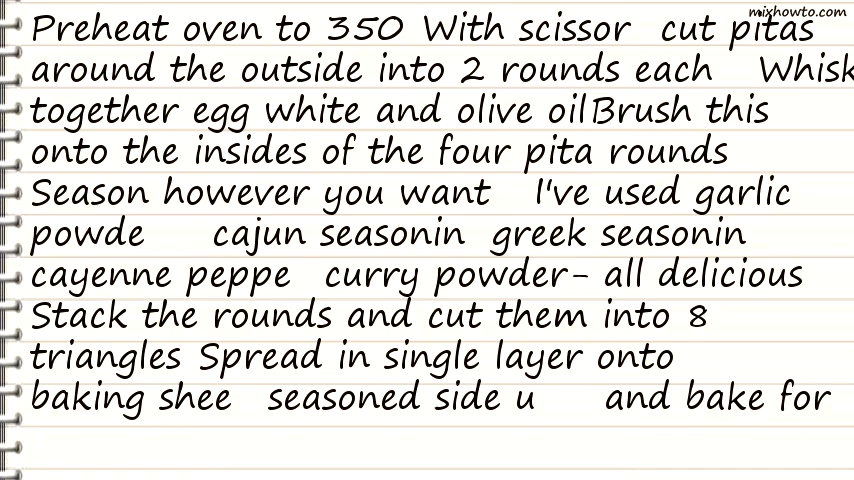 mixhowto.com
Preheat oven to 350 With scissor cut pitas
around the outside into 2 rounds each Whisk
together egg white and olive oilBrush this
onto the insides of the four pita rounds
Season however you want I've used garlic
powde cajun seasonin greek seasonin
cayenne peppe curry powder- all delicious
Stack the rounds and cut them into 8
triangles Spread in single layer onto
baking shee seasoned side u and bake for